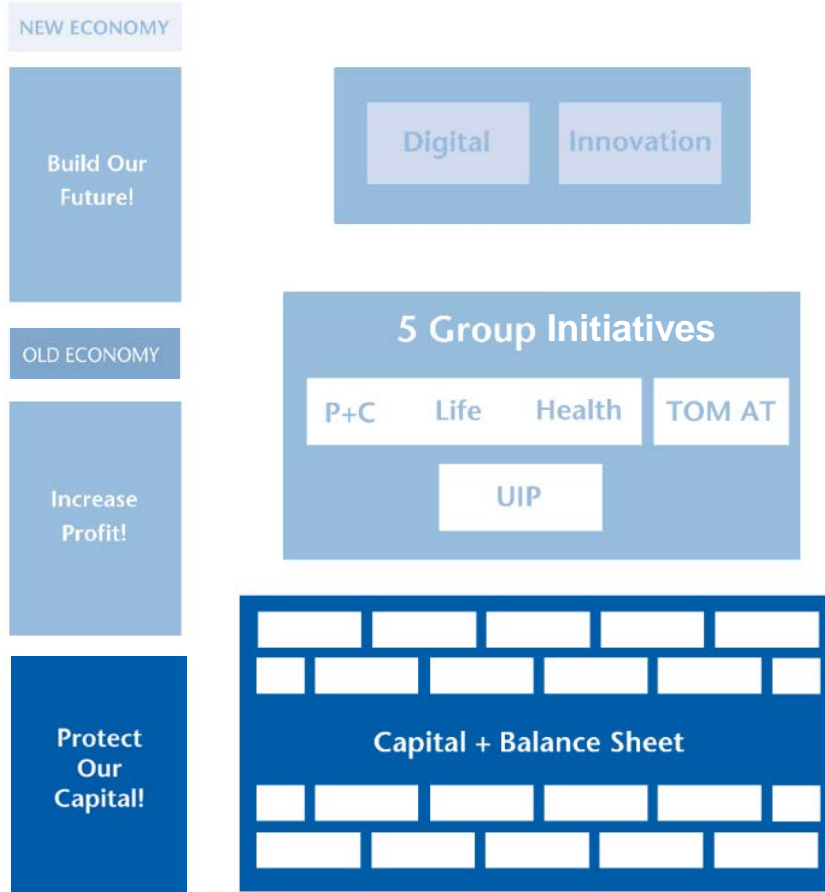 NEW ECONOMY
Build Our
Future!
Digital
Innovation
OLD ECONOMY
5 Group Initiatives
P+C
Life
Health
TOM AT
UIP
Increase
Profit!
Protect
Our
Capital!
Capital + Balance Sheet